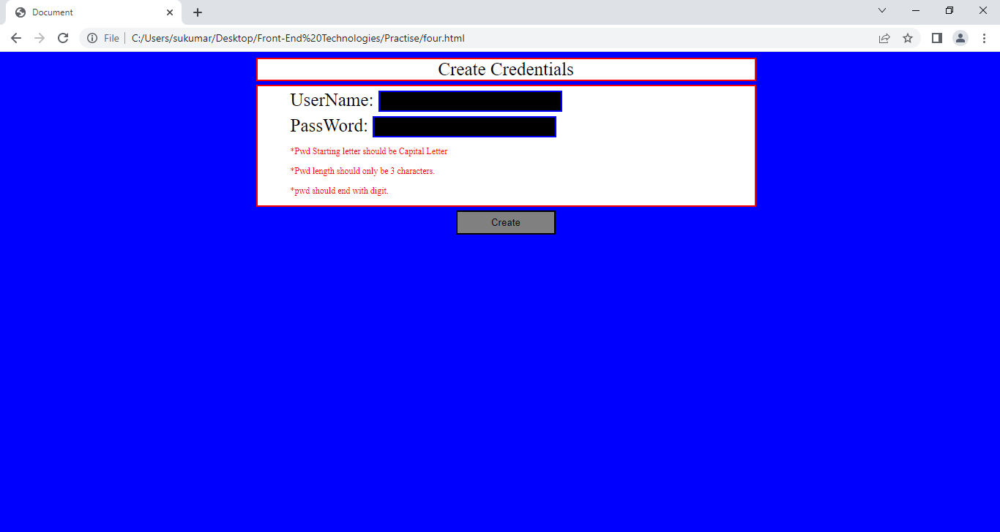 Document
File
C:/Users/sukumar/Desktop/Front-End%20Technologies/Practise/four.html
Create Credentials
UserName:
PassWord:
*Pwd Starting letter should be Capital Letter
*Pwd length should only be 3 characters.
*pwd should end with digit.
Create